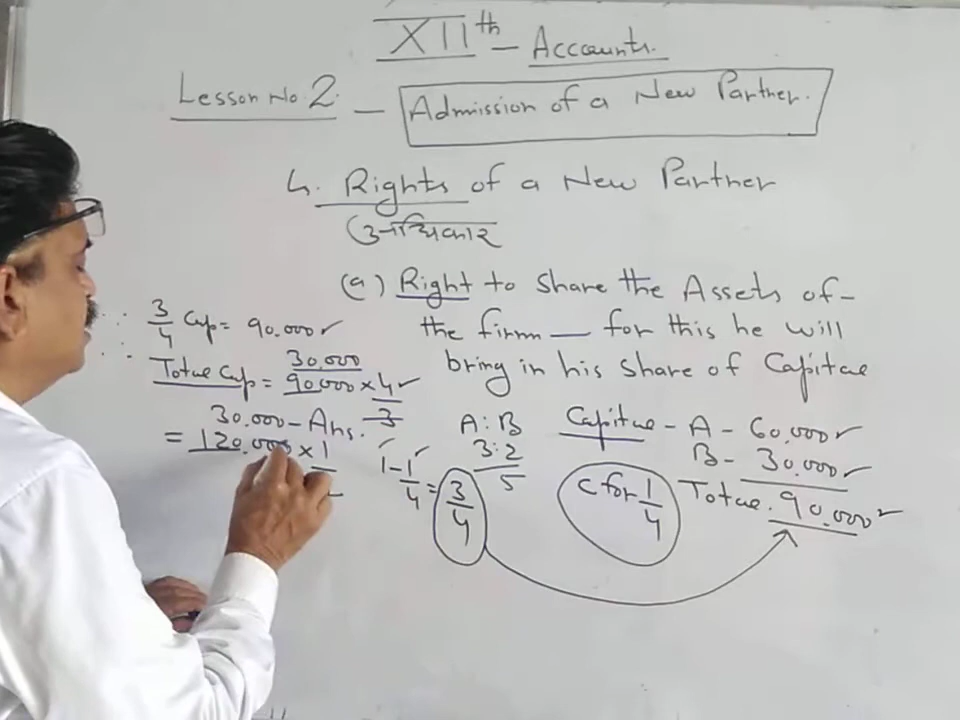 XIIth - Accounts.
Lesson No. 2. - Admission of a New Partner.
4. Rights of a New Partner
(अधिकार
(a) Right to Share the Assets of-
the firm — for this he will
bring in his share of Capital
∵ 3/4 Cap = 90.000✓
30.000
∴ Total Cap = 90.000 × 4/3✓
30.000 - Ans.
= 120.000 × 1
1 - 1/4 = 3/4
A : B
3 : 2
5
C for 1/4
Capital - A - 60.000✓
B - 30.000✓
Total. 90.000✓